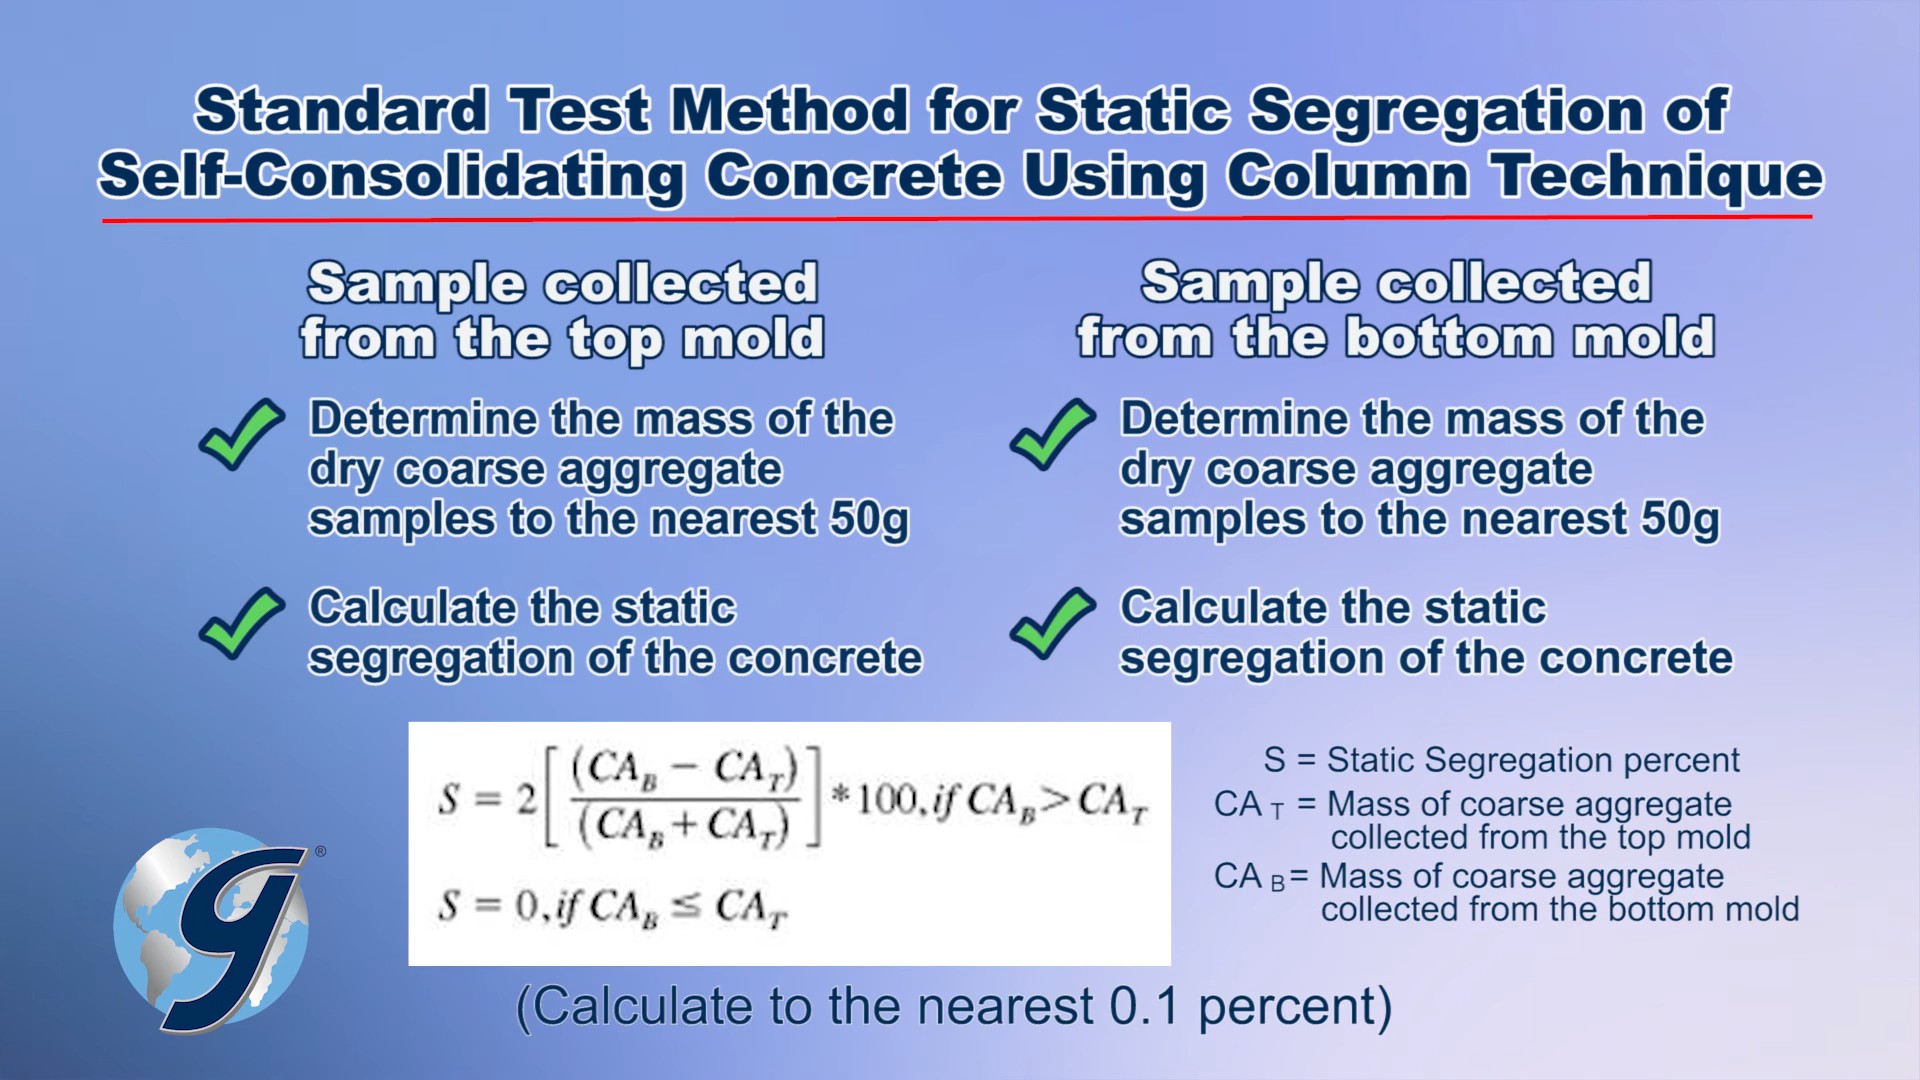 Standard Test Method for Static Segregation of
Self-Consolidating Concrete Using Column Technique
Sample collected
from the top mold
Determine the mass of the
dry coarse aggregate
samples to the nearest 50g
Calculate the static
segregation of the concrete
Sample collected
from the bottom mold
Determine the mass of the
dry coarse aggregate
samples to the nearest 50g
Calculate the static
segregation of the concrete
S = 2[(CA_B − CA_T)/(CA_B + CA_T)]*100, if CA_B > CA_T
S = 0, if CA_B ≤ CA_T
S = Static Segregation percent
CA T = Mass of coarse aggregate
collected from the top mold
CA B = Mass of coarse aggregate
collected from the bottom mold
g®
(Calculate to the nearest 0.1 percent)